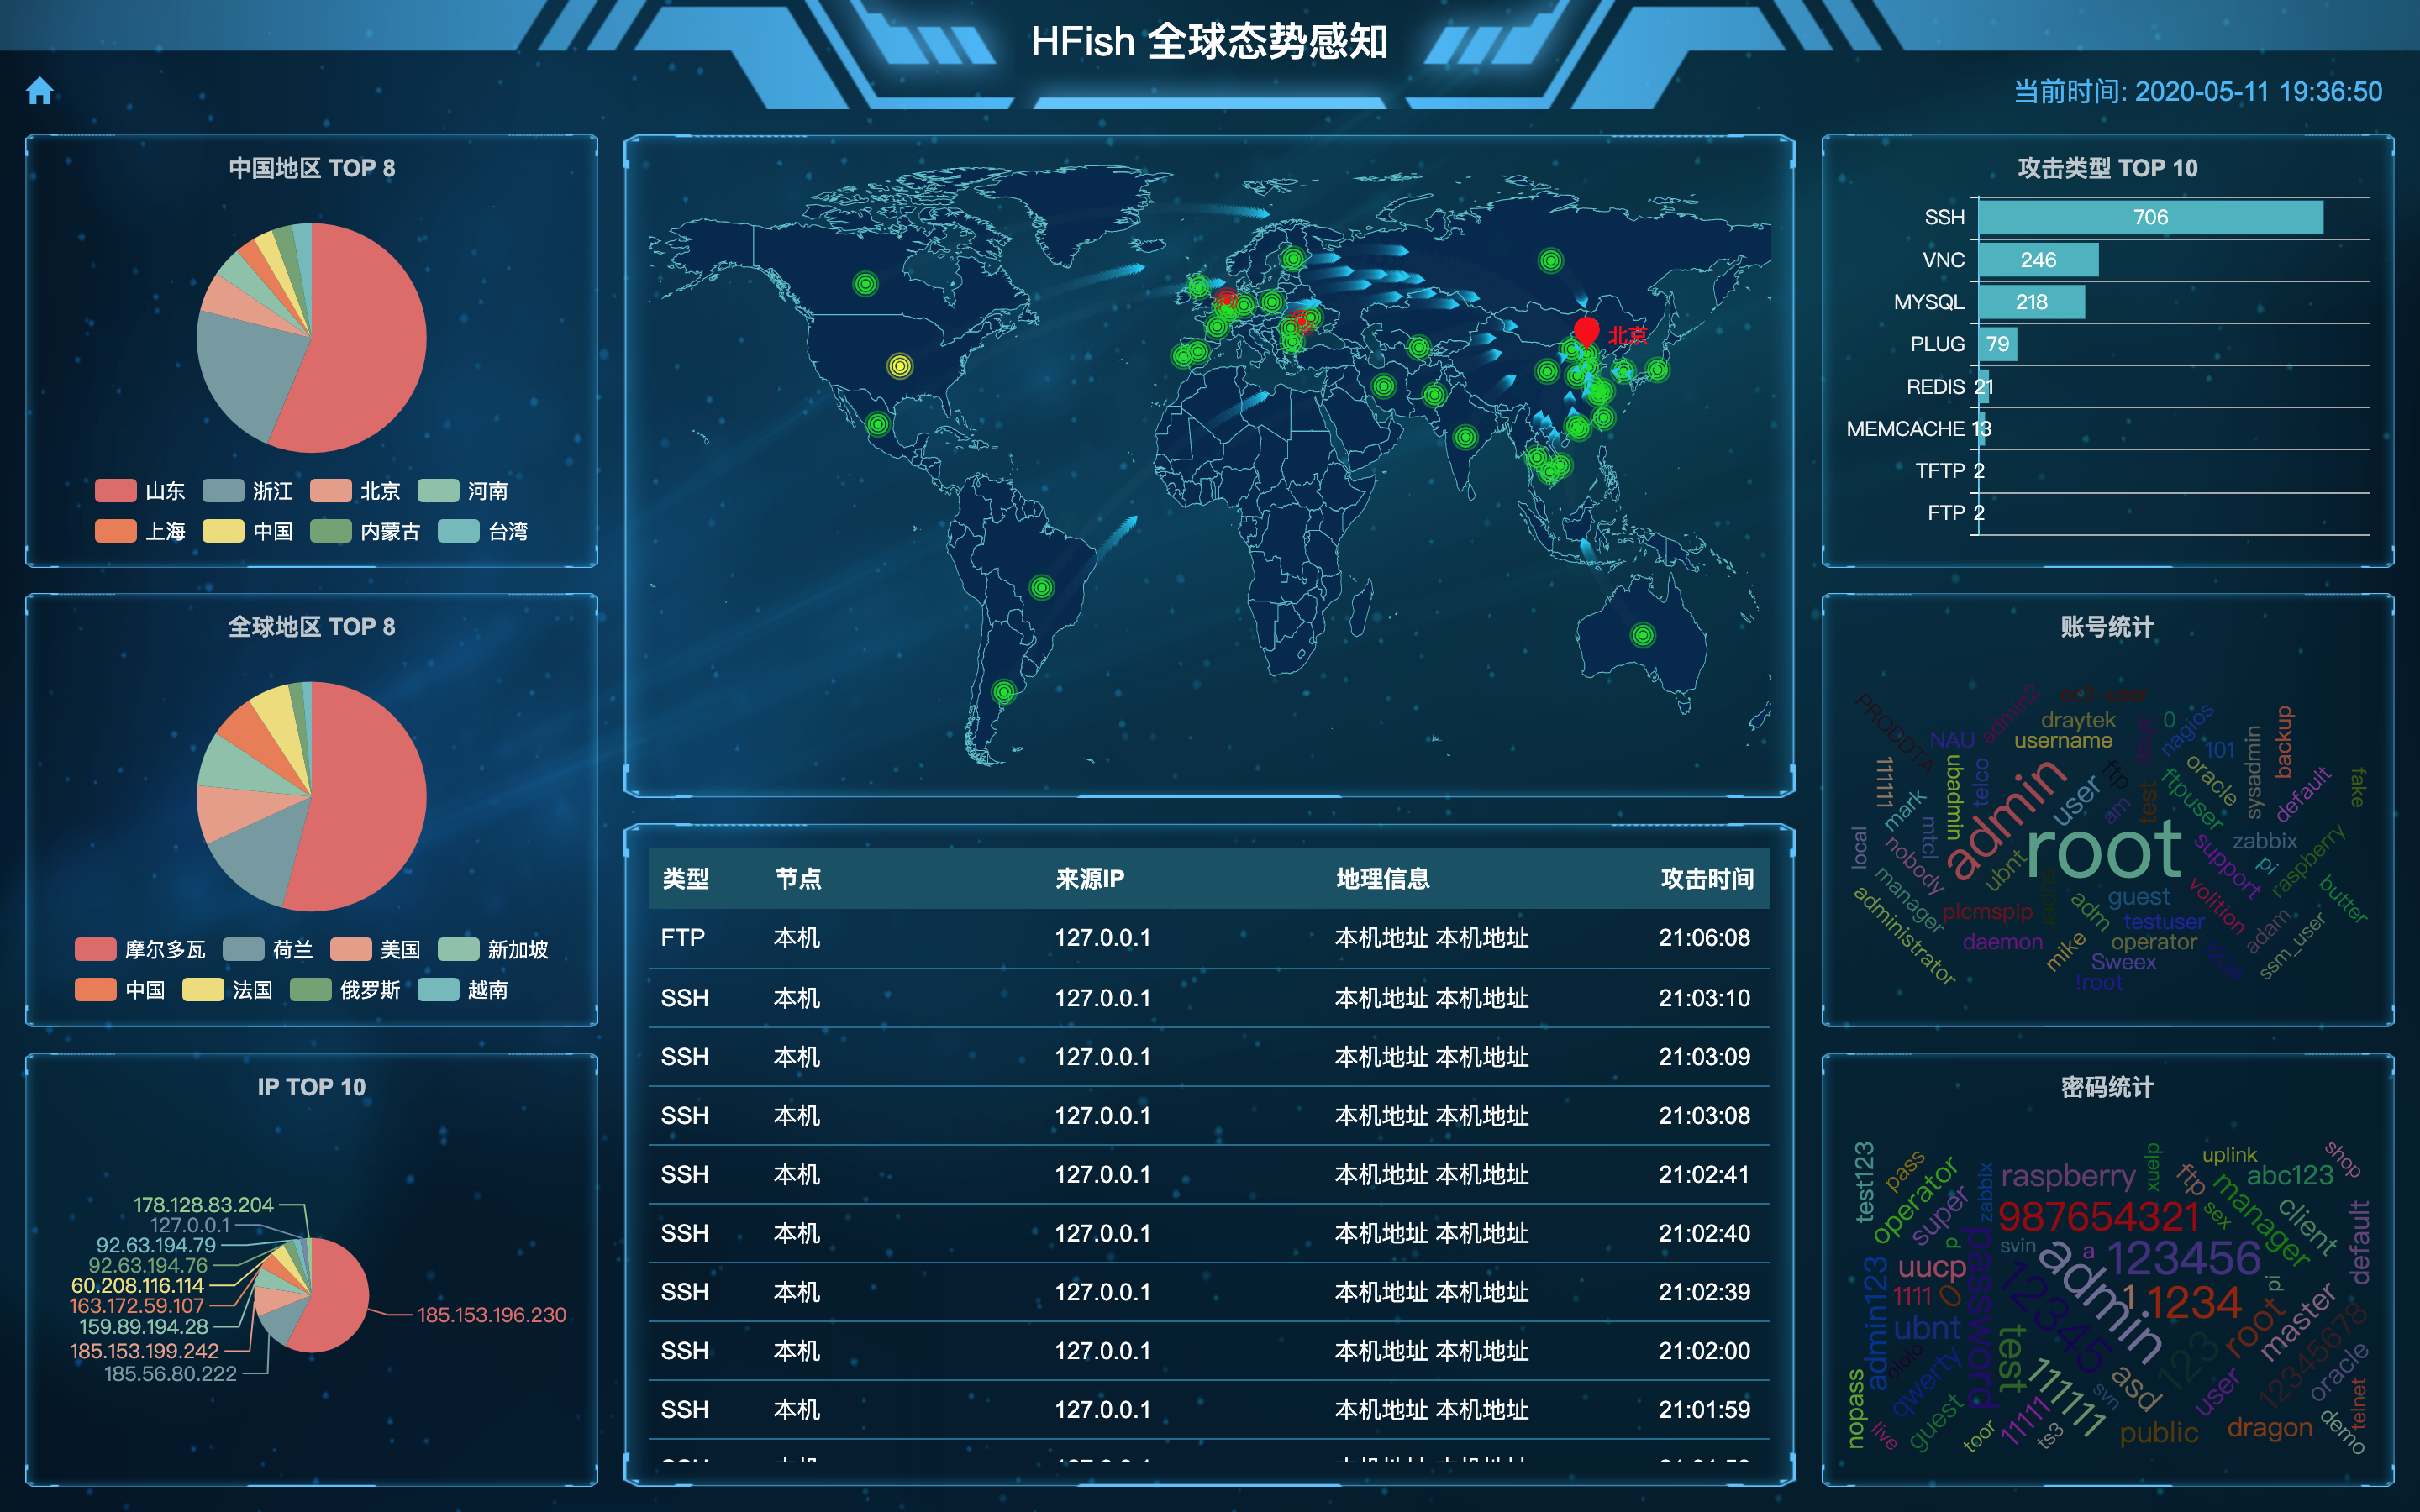 HFish 全球态势感知
当前时间: 2020-05-11 19:36:50
中国地区 TOP 8
山东 浙江 北京 河南
上海 中国 内蒙古 台湾
全球地区 TOP 8
摩尔多瓦 荷兰 美国 新加坡
中国 法国 俄罗斯 越南
IP TOP 10
178.128.83.204
127.0.0.1
92.63.194.79
92.63.194.76
60.208.116.114
163.172.59.107
159.89.194.28
185.153.199.242
185.56.80.222
185.153.196.230
北京
类型 节点 来源IP 地理信息 攻击时间
FTP 本机 127.0.0.1 本机地址 本机地址 21:06:08
SSH 本机 127.0.0.1 本机地址 本机地址 21:03:10
SSH 本机 127.0.0.1 本机地址 本机地址 21:03:09
SSH 本机 127.0.0.1 本机地址 本机地址 21:03:08
SSH 本机 127.0.0.1 本机地址 本机地址 21:02:41
SSH 本机 127.0.0.1 本机地址 本机地址 21:02:40
SSH 本机 127.0.0.1 本机地址 本机地址 21:02:39
SSH 本机 127.0.0.1 本机地址 本机地址 21:02:00
SSH 本机 127.0.0.1 本机地址 本机地址 21:01:59
攻击类型 TOP 10
SSH 706
VNC 246
MYSQL 218
PLUG 79
REDIS 21
MEMCACHE 13
TFTP 2
FTP 2
账号统计
PRODDTA
admin2
ec2-user
draytek
0
nagios
NAU
username
101
backup
sysadmin
oracle
default
fake
111111
ubadmin
telco
ftp
ftpuser
mark
admin
user
am
test
local
mtcl
root
zabbix
nobody
ubnt
support
pi
raspberry
manager
super
guest
volition
butter
administrator
plcmspip
adm
testuser
adam
daemon
mike
operator
1234
ssm_user
Sweex
!root
密码统计
test123
pass
operator
zabbix
raspberry
xuelp
ftp
uplink
abc123
shop
super
987654321
sex
manager
client
default
p
svin
a
123456
uucp
password
12345
admin
pi
1111
0
1
1234
root
master
admin123
ubnt
test
123
12345678
qwerty
111111
svn
asd
user
oracle
nopass
live
guest
toor
11111
ts3
public
dragon
demo
telnet